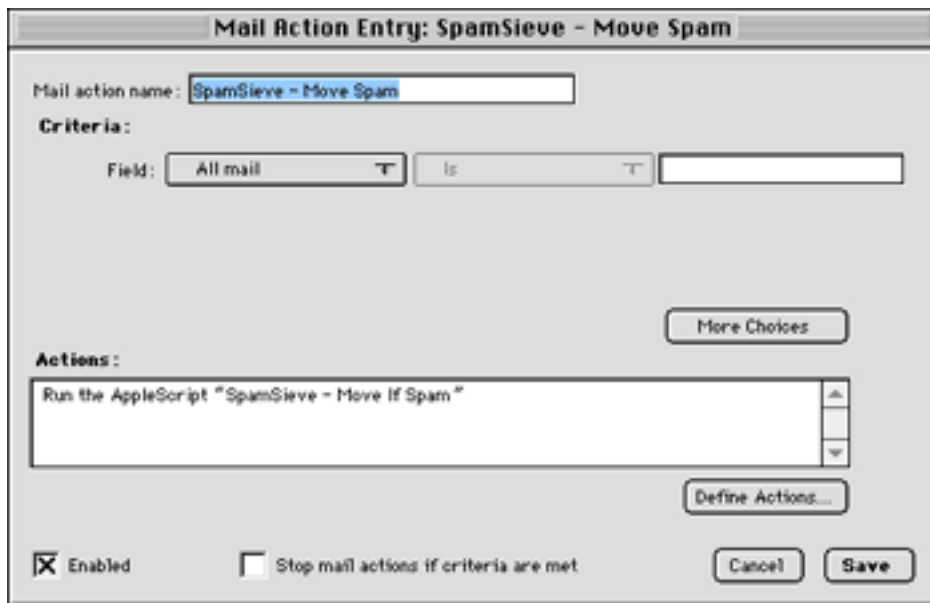 Mail Action Entry: SpamSieve - Move Spam
Mail action name: SpamSieve - Move Spam
Criteria:
Field: All mail Is
More Choices
Actions:
Run the AppleScript "SpamSieve - Move If Spam"
Define Actions...
Enabled Stop mail actions if criteria are met Cancel Save